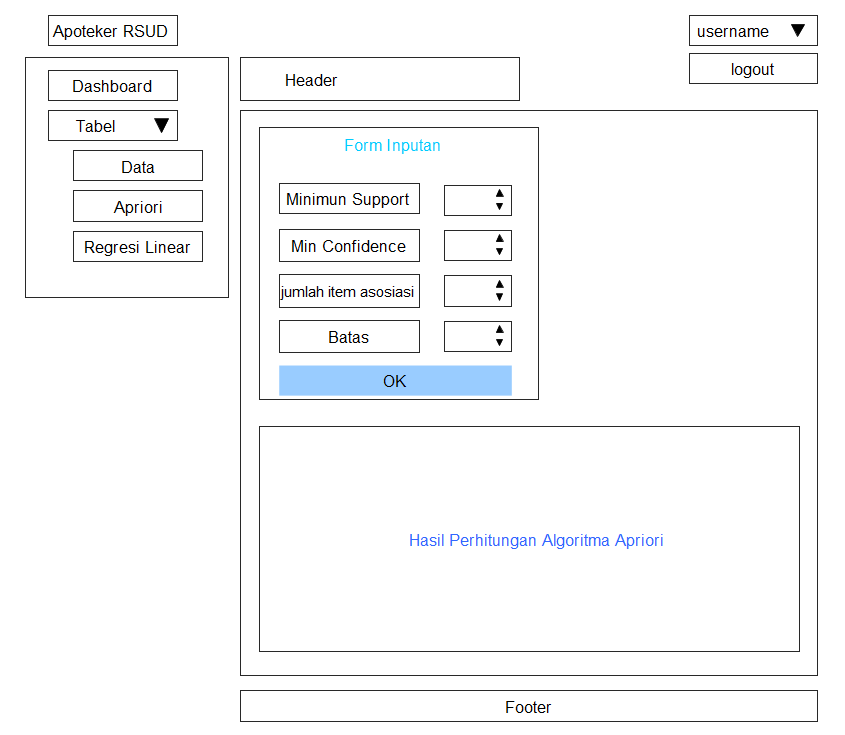 Apoteker RSUD
username
logout
Dashboard
Tabel
Data
Apriori
Regresi Linear
Header
Form Inputan
Minimun Support
Min Confidence
jumlah item asosiasi
Batas
OK
Hasil Perhitungan Algoritma Apriori
Footer